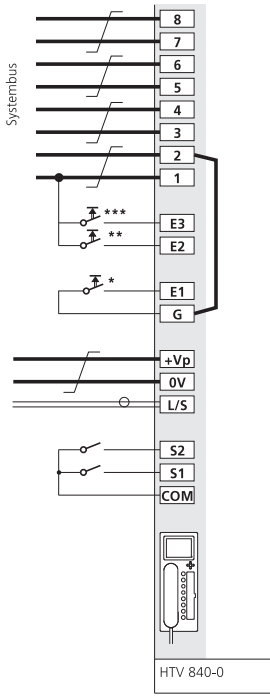 Systembus
8
7
6
5
4
3
2
1
*** E3
** E2
* E1
G
+Vp
0V
L/S
S2
S1
COM
HTV 840-0